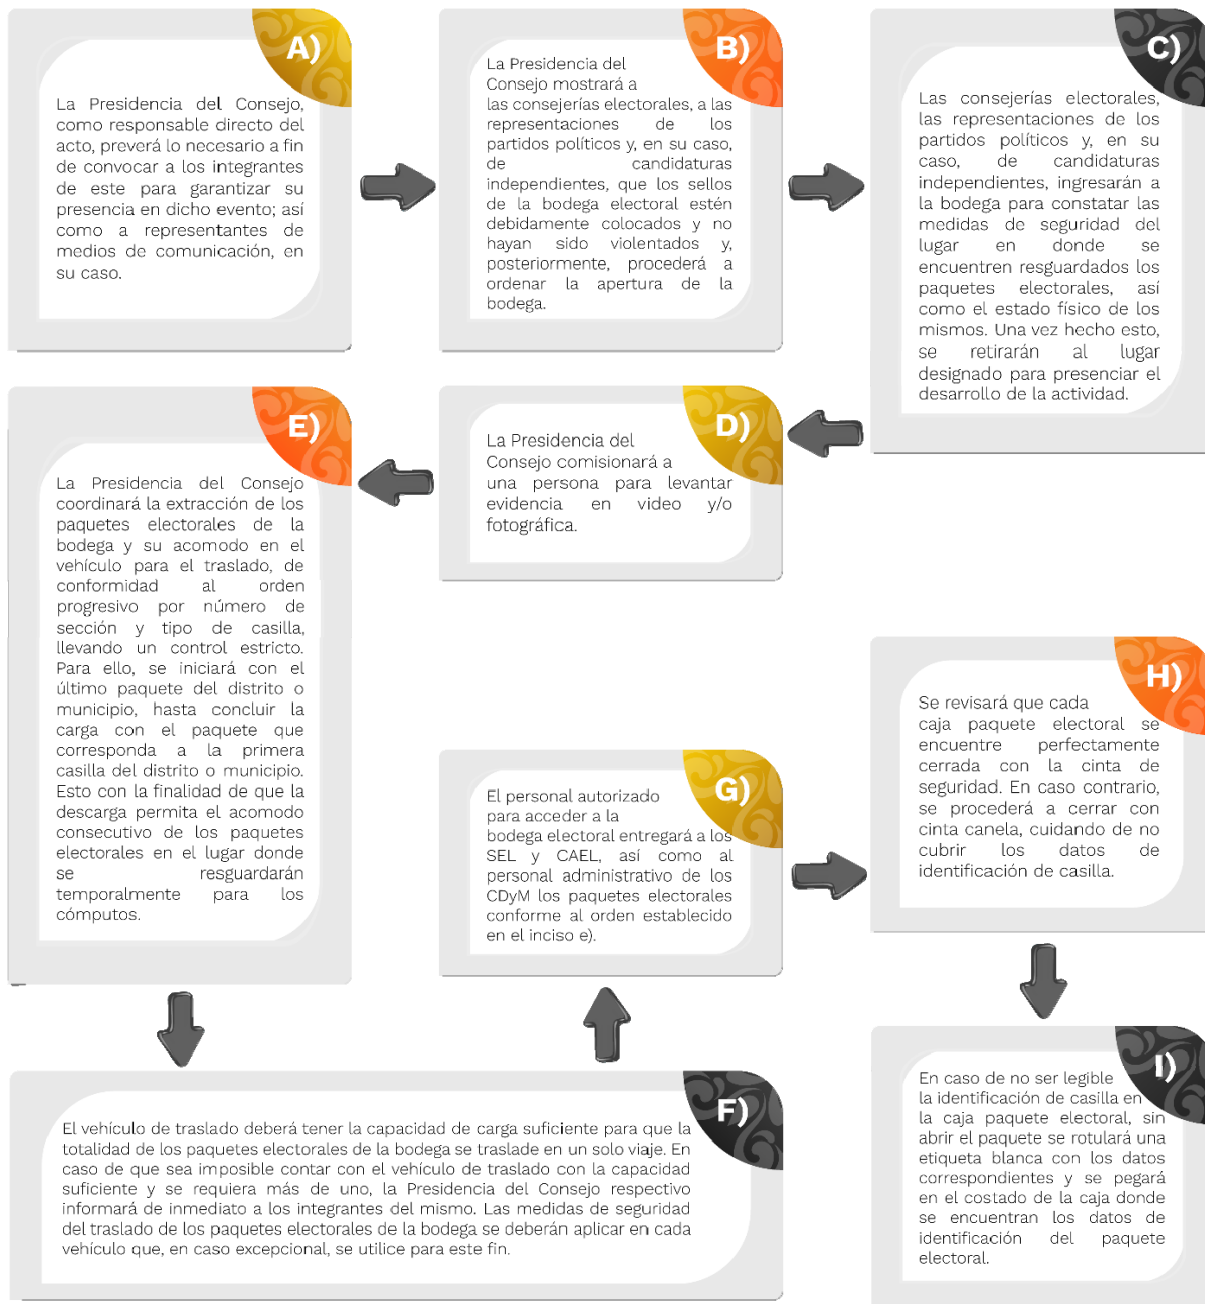 A)
La Presidencia del Consejo,
como responsable directo del
acto, preverá lo necesario a fin
de convocar a los integrantes
de este para garantizar su
presencia en dicho evento; así
como a representantes de
medios de comunicación, en
su caso.
B)
La Presidencia del
Consejo mostrará a
las consejerías electorales, a las
representaciones de los
partidos políticos y, en su caso,
de candidaturas
independientes, que los sellos
de la bodega electoral estén
debidamente colocados y no
hayan sido violentados y,
posteriormente, procederá a
ordenar la apertura de la
bodega.
C)
Las consejerías electorales,
las representaciones de los
partidos políticos y, en su
caso, de candidaturas
independientes, ingresarán a
la bodega para constatar las
medidas de seguridad del
lugar en donde se
encuentren resguardados los
paquetes electorales, así
como el estado físico de los
mismos. Una vez hecho esto,
se retirarán al lugar
designado para presenciar el
desarrollo de la actividad.
D)
La Presidencia del
Consejo comisionará a
una persona para levantar
evidencia en video y/o
fotográfica.
E)
La Presidencia del Consejo
coordinará la extracción de los
paquetes electorales de la
bodega y su acomodo en el
vehículo para el traslado, de
conformidad al orden
progresivo por número de
sección y tipo de casilla,
llevando un control estricto.
Para ello, se iniciará con el
último paquete del distrito o
municipio, hasta concluir la
carga con el paquete que
corresponda a la primera
casilla del distrito o municipio.
Esto con la finalidad de que la
descarga permita el acomodo
consecutivo de los paquetes
electorales en el lugar donde
se resguardarán
temporalmente para los
cómputos.
F)
El vehículo de traslado deberá tener la capacidad de carga suficiente para que la
totalidad de los paquetes electorales de la bodega se traslade en un solo viaje. En
caso de que sea imposible contar con el vehículo de traslado con la capacidad
suficiente y se requiera más de uno, la Presidencia del Consejo respectivo
informará de inmediato a los integrantes del mismo. Las medidas de seguridad
del traslado de los paquetes electorales de la bodega se deberán aplicar en cada
vehículo que, en caso excepcional, se utilice para este fin.
G)
El personal autorizado
para acceder a la
bodega electoral entregará a los
SEL y CAEL, así como al
personal administrativo de los
CDyM los paquetes electorales
conforme al orden establecido
en el inciso e).
H)
Se revisará que cada
caja paquete electoral se
encuentre perfectamente
cerrada con la cinta de
seguridad. En caso contrario,
se procederá a cerrar con
cinta canela, cuidando de no
cubrir los datos de
identificación de casilla.
I)
En caso de no ser legible
la identificación de casilla en
la caja paquete electoral, sin
abrir el paquete se rotulará una
etiqueta blanca con los datos
correspondientes y se pegará
en el costado de la caja donde
se encuentran los datos de
identificación del paquete
electoral.